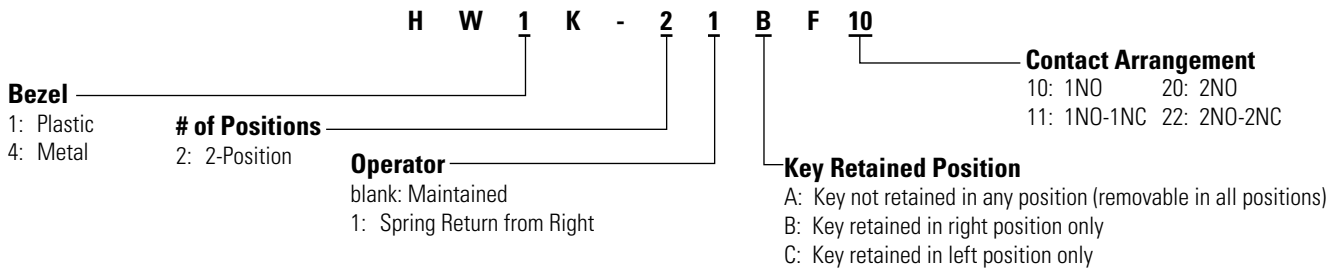 H W 1 K - 2 1 B F 10
Contact Arrangement
10: 1NO 20: 2NO
11: 1NO-1NC 22: 2NO-2NC
Bezel
1: Plastic
4: Metal
# of Positions
2: 2-Position
Operator
blank: Maintained
1: Spring Return from Right
Key Retained Position
A: Key not retained in any position (removable in all positions)
B: Key retained in right position only
C: Key retained in left position only